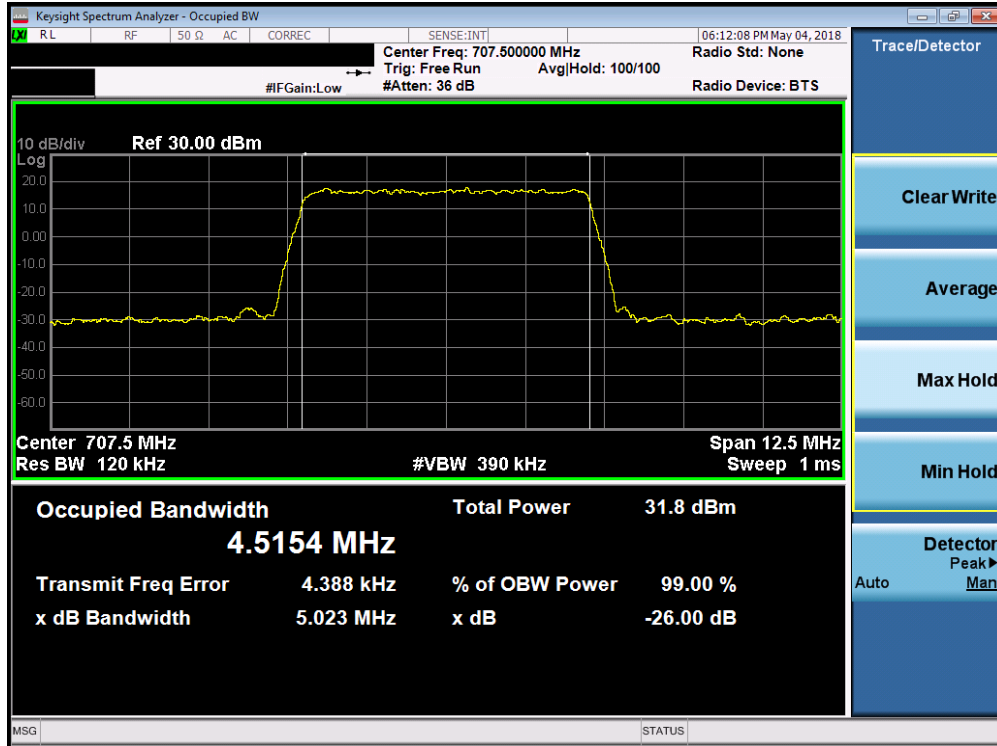 Keysight Spectrum Analyzer - Occupied BW
LXI RL RF 50 Ω AC CORREC SENSE:INT 06:12:08 PM May 04, 2018
Center Freq: 707.500000 MHz Radio Std: None
Trig: Free Run Avg|Hold: 100/100
#IFGain:Low #Atten: 36 dB Radio Device: BTS
10 dB/div Ref 30.00 dBm
Log
20.0
10.0
0.00
-10.0
-20.0
-30.0
-40.0
-50.0
-60.0
Center 707.5 MHz Span 12.5 MHz
Res BW 120 kHz #VBW 390 kHz Sweep 1 ms
Occupied Bandwidth Total Power 31.8 dBm
4.5154 MHz
Transmit Freq Error 4.388 kHz % of OBW Power 99.00 %
x dB Bandwidth 5.023 MHz x dB -26.00 dB
MSG STATUS
Trace/Detector
Clear Write
Average
Max Hold
Min Hold
Detector
Peak▶
Auto Man